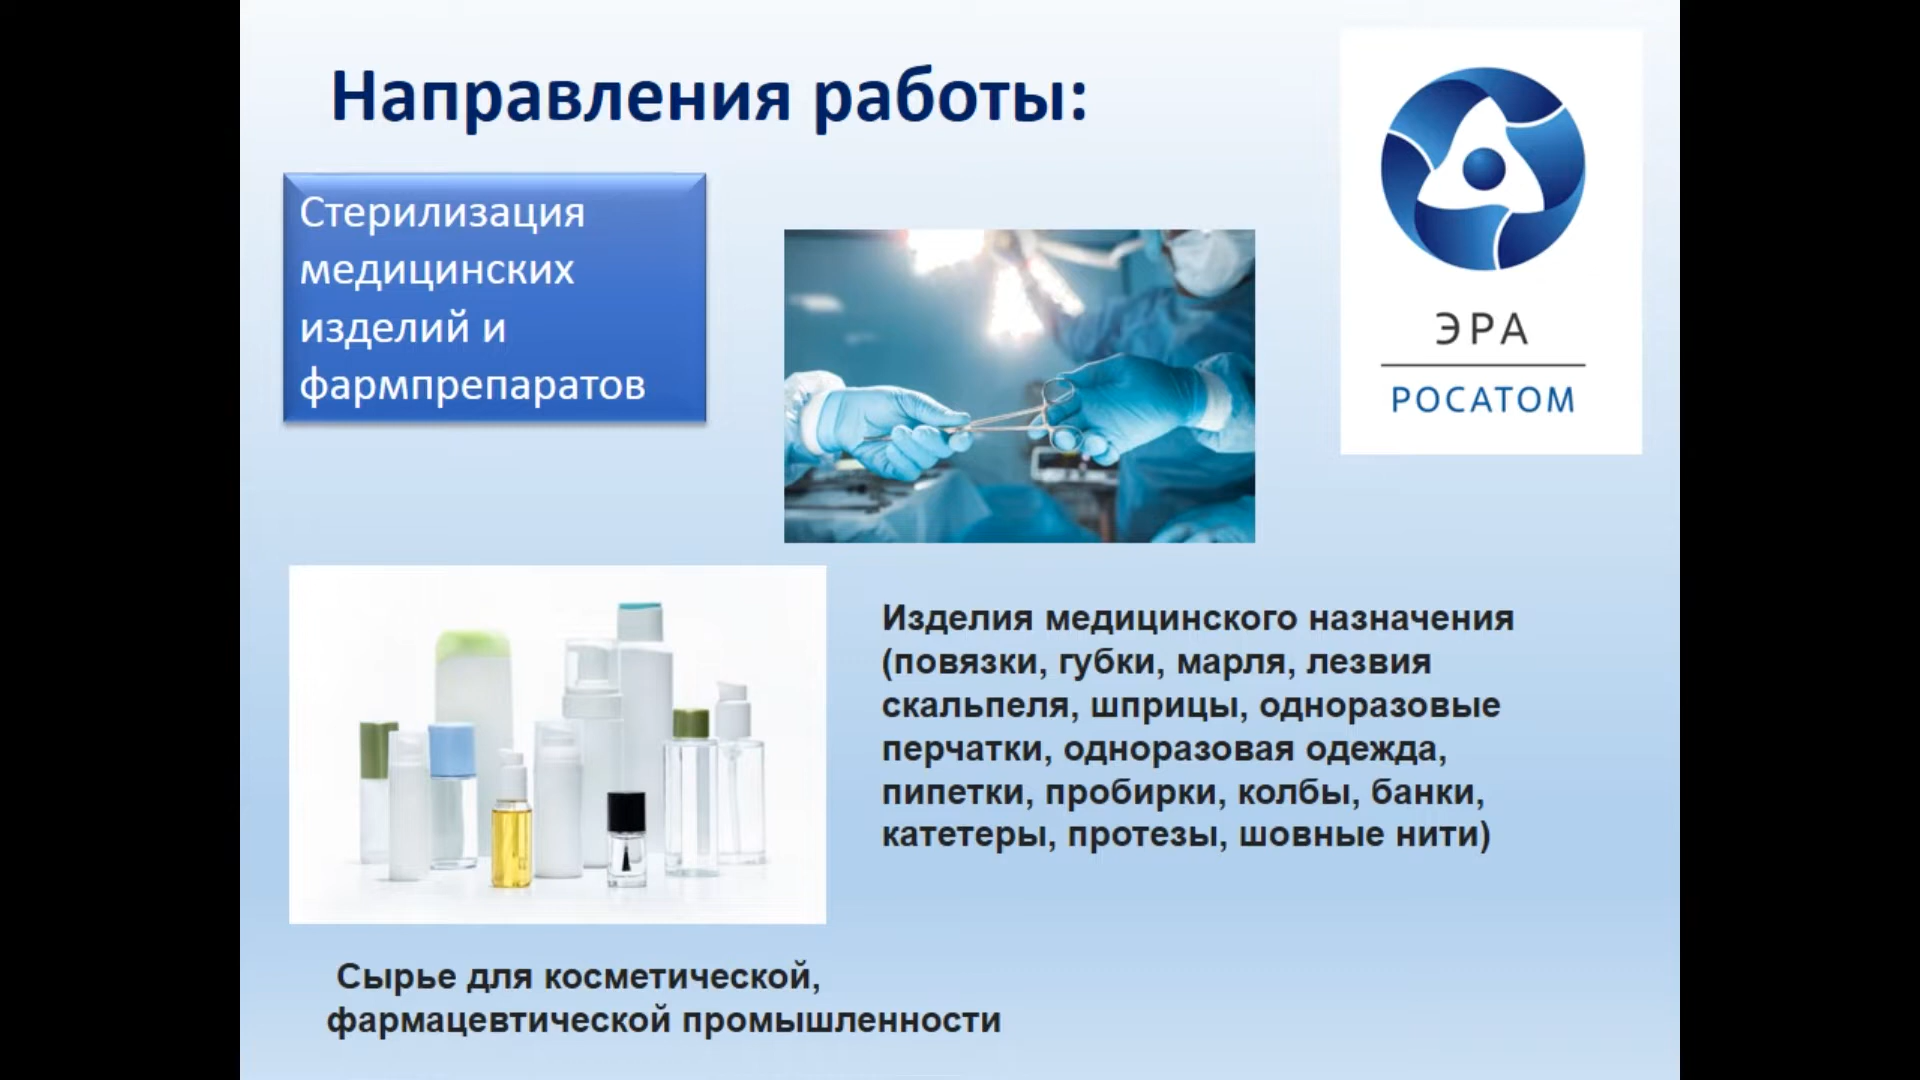 Направления работы:
Стерилизация
медицинских
изделий и
фармпрепаратов
ЭРА
РОСАТОМ
Изделия медицинского назначения
(повязки, губки, марля, лезвия
скальпеля, шприцы, одноразовые
перчатки, одноразовая одежда,
пипетки, пробирки, колбы, банки,
катетеры, протезы, шовные нити)
Сырье для косметической,
фармацевтической промышленности